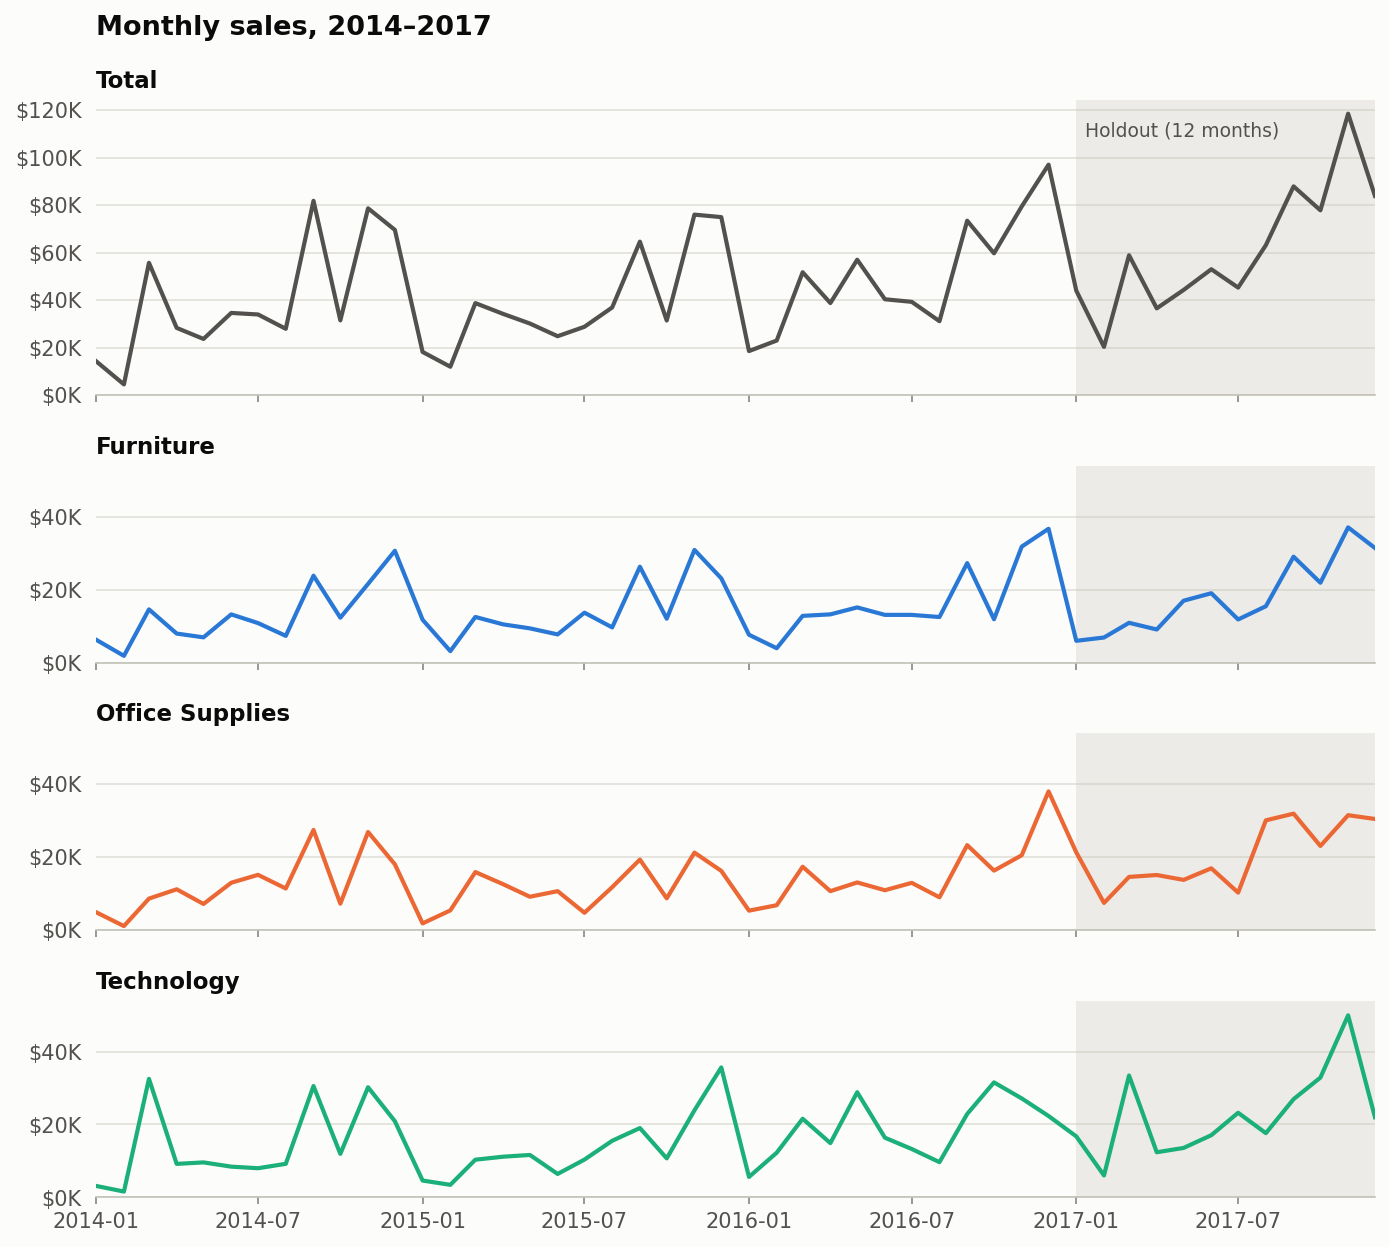 Monthly sales, 2014–2017
Total
$120K
Holdout (12 months)
$100K
$80K
$60K
$40K
$20K
$0K
Furniture
$40K
$20K
$0K
Office Supplies
$40K
$20K
$0K
Technology
$40K
$20K
$0K
2014-01 2014-07 2015-01 2015-07 2016-01 2016-07 2017-01 2017-07